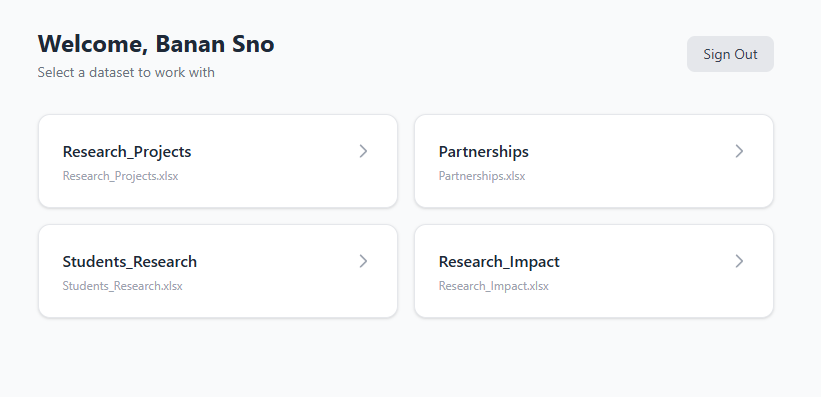 Welcome, Banan Sno
Select a dataset to work with
Sign Out
Research_Projects
Research_Projects.xlsx
Partnerships
Partnerships.xlsx
Students_Research
Students_Research.xlsx
Research_Impact
Research_Impact.xlsx